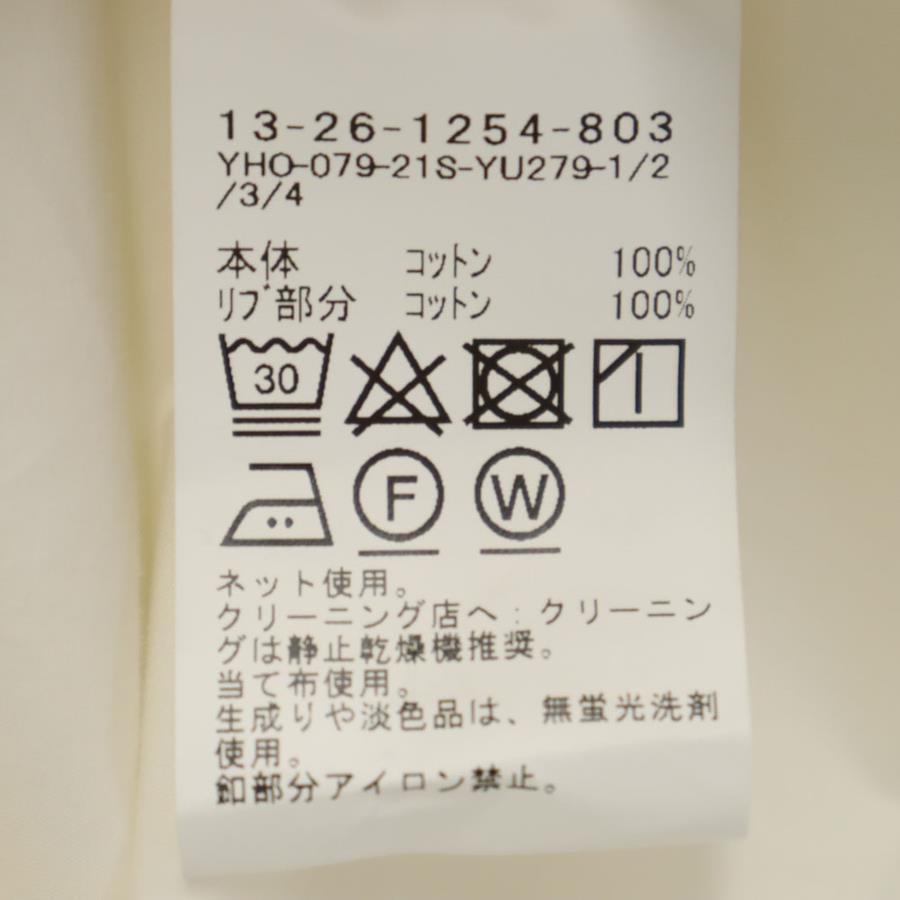 13-26-1254-803
YHO-079-21S-YU279-1/2
/3/4
本体 コットン 100%
リブ部分 コットン 100%
30
F W
ネット使用。
クリーニング店へ:クリーニン
グは静止乾燥機推奨。
当て布使用。
生成りや淡色品は、無蛍光洗剤
使用。
釦部分アイロン禁止。